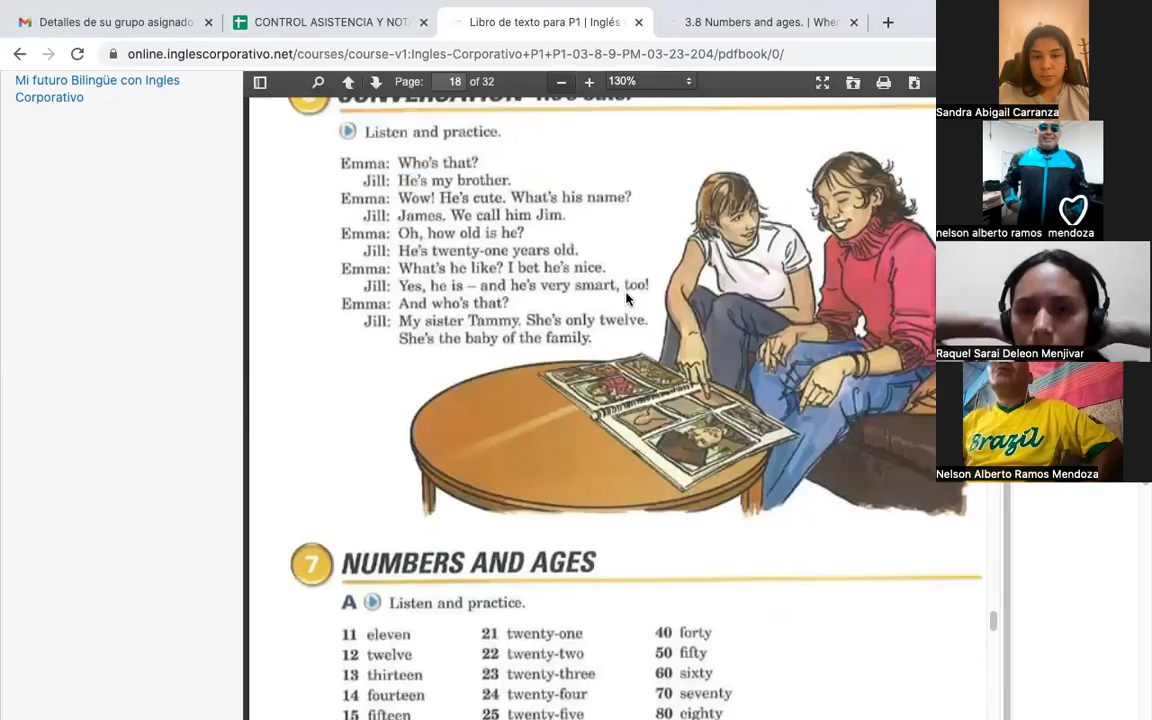 Detalles de su grupo asignado
CONTROL ASISTENCIA Y NOT
Libro de texto para P1 | Inglés
3.8 Numbers and ages. | Wher
online.inglescorporativo.net/courses/course-v1:Ingles-Corporativo+P1+P1-03-8-9-PM-03-23-204/pdfbook/0/
Mi futuro Bilingüe con Ingles
Corporativo
Page: 18 of 32
130%
CONVERSATION He's cute!
Listen and practice.
Emma: Who's that?
Jill: He's my brother.
Emma: Wow! He's cute. What's his name?
Jill: James. We call him Jim.
Emma: Oh, how old is he?
Jill: He's twenty-one years old.
Emma: What's he like? I bet he's nice.
Jill: Yes, he is – and he's very smart, too!
Emma: And who's that?
Jill: My sister Tammy. She's only twelve.
She's the baby of the family.
7 NUMBERS AND AGES
A Listen and practice.
11 eleven 21 twenty-one 40 forty
12 twelve 22 twenty-two 50 fifty
13 thirteen 23 twenty-three 60 sixty
14 fourteen 24 twenty-four 70 seventy
15 fifteen 25 twenty-five 80 eighty
Sandra Abigail Carranza
nelson alberto ramos mendoza
Raquel Sarai Deleon Menjivar
Brazil
Nelson Alberto Ramos Mendoza